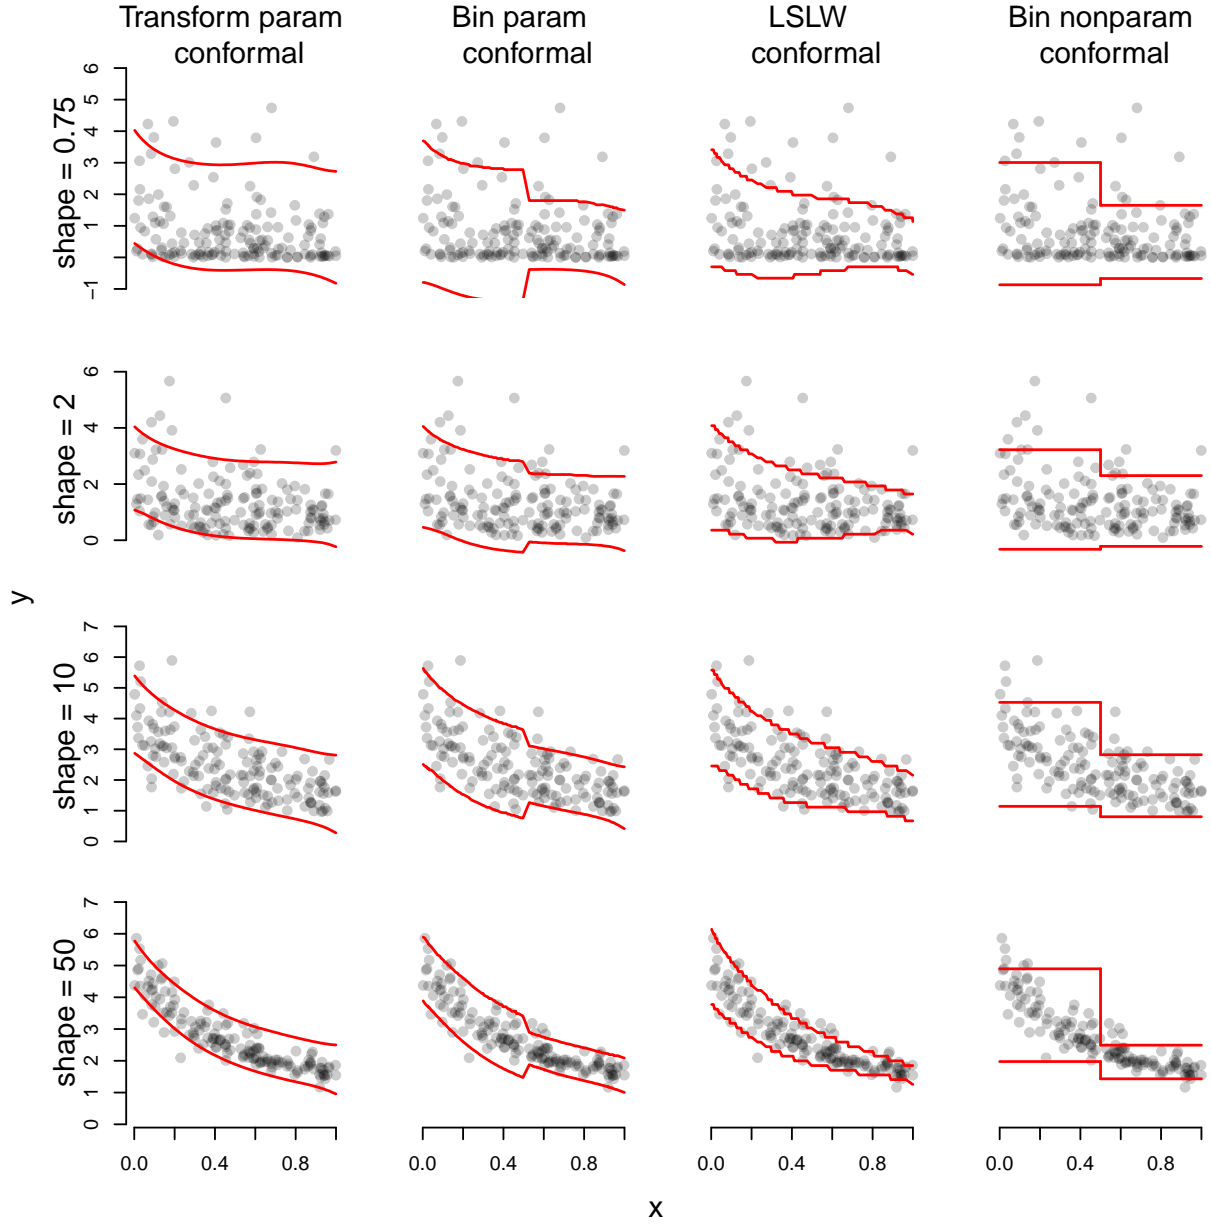 Transform param conformal
Bin param conformal
LSLW conformal
Bin nonparam conformal
shape = 0.75
6
5
4
3
2
1
−1
shape = 2
6
4
2
0
y
shape = 10
7
6
5
4
3
2
1
0
shape = 50
7
6
5
4
3
2
1
0
0.0 0.4 0.8
0.0 0.4 0.8
0.0 0.4 0.8
0.0 0.4 0.8
x